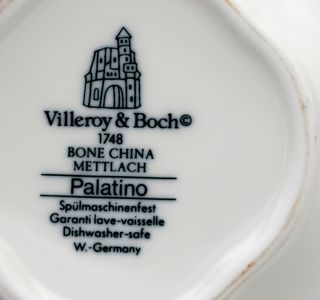 Villeroy & Boch©
1748
BONE CHINA
METTLACH
Palatino
Spülmaschinenfest
Garanti lave-vaisselle
Dishwasher-safe
W.-Germany